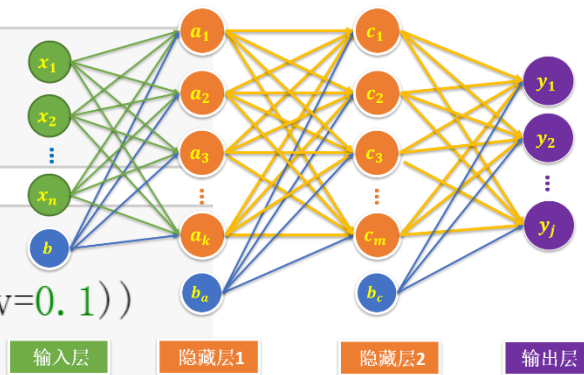 x₁ a₁ c₁
x₂ a₂ c₂ y₁
⋮ a₃ c₃ y₂
xₙ ⋮ ⋮ ⋮
b aₖ cₘ yⱼ
bₐ b_c
v=0.1))
输入层 隐藏层1 隐藏层2 输出层